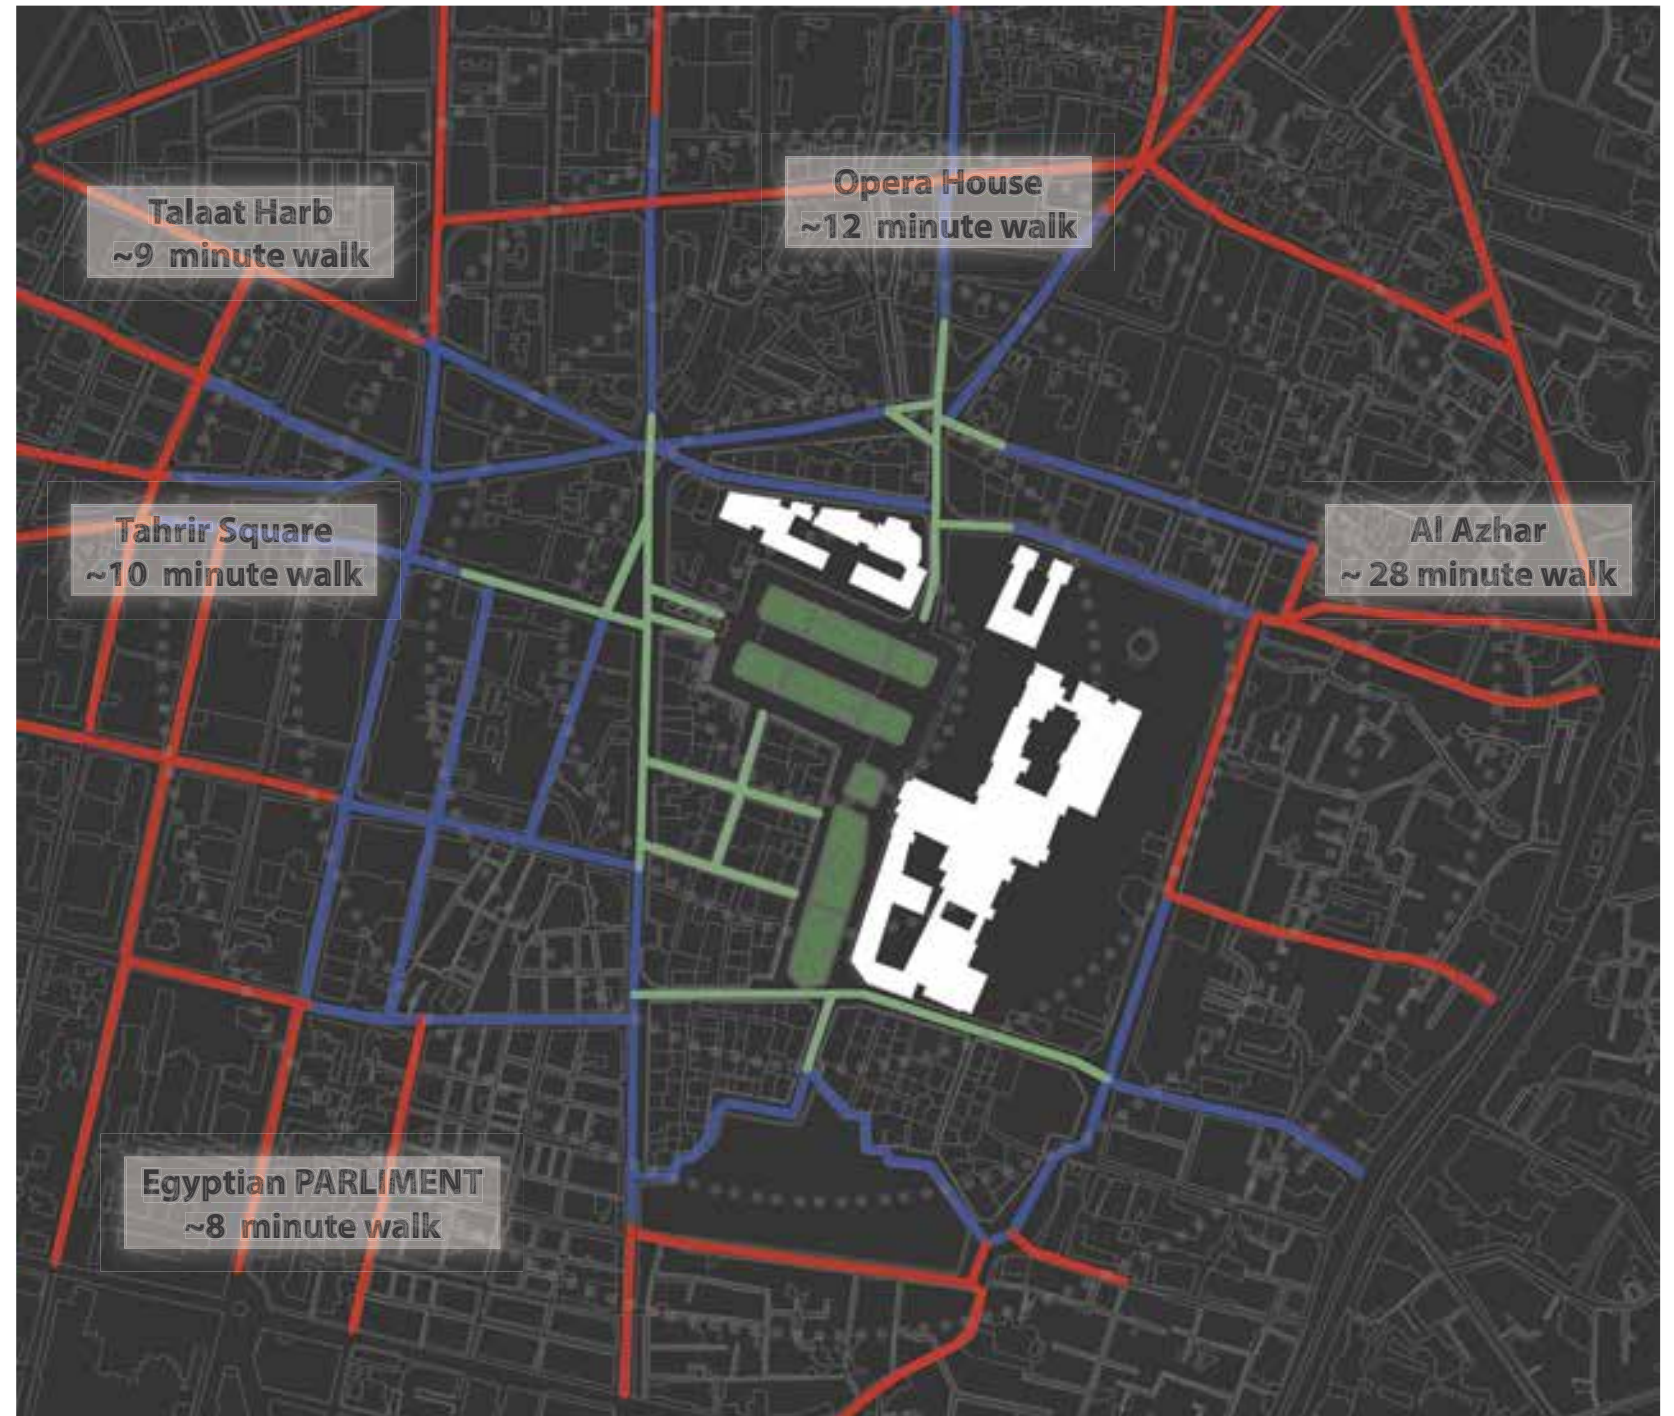 Talaat Harb
~9 minute walk
Opera House
~12 minute walk
Tahrir Square
~10 minute walk
Al Azhar
~ 28 minute walk
Egyptian PARLIMENT
~8 minute walk